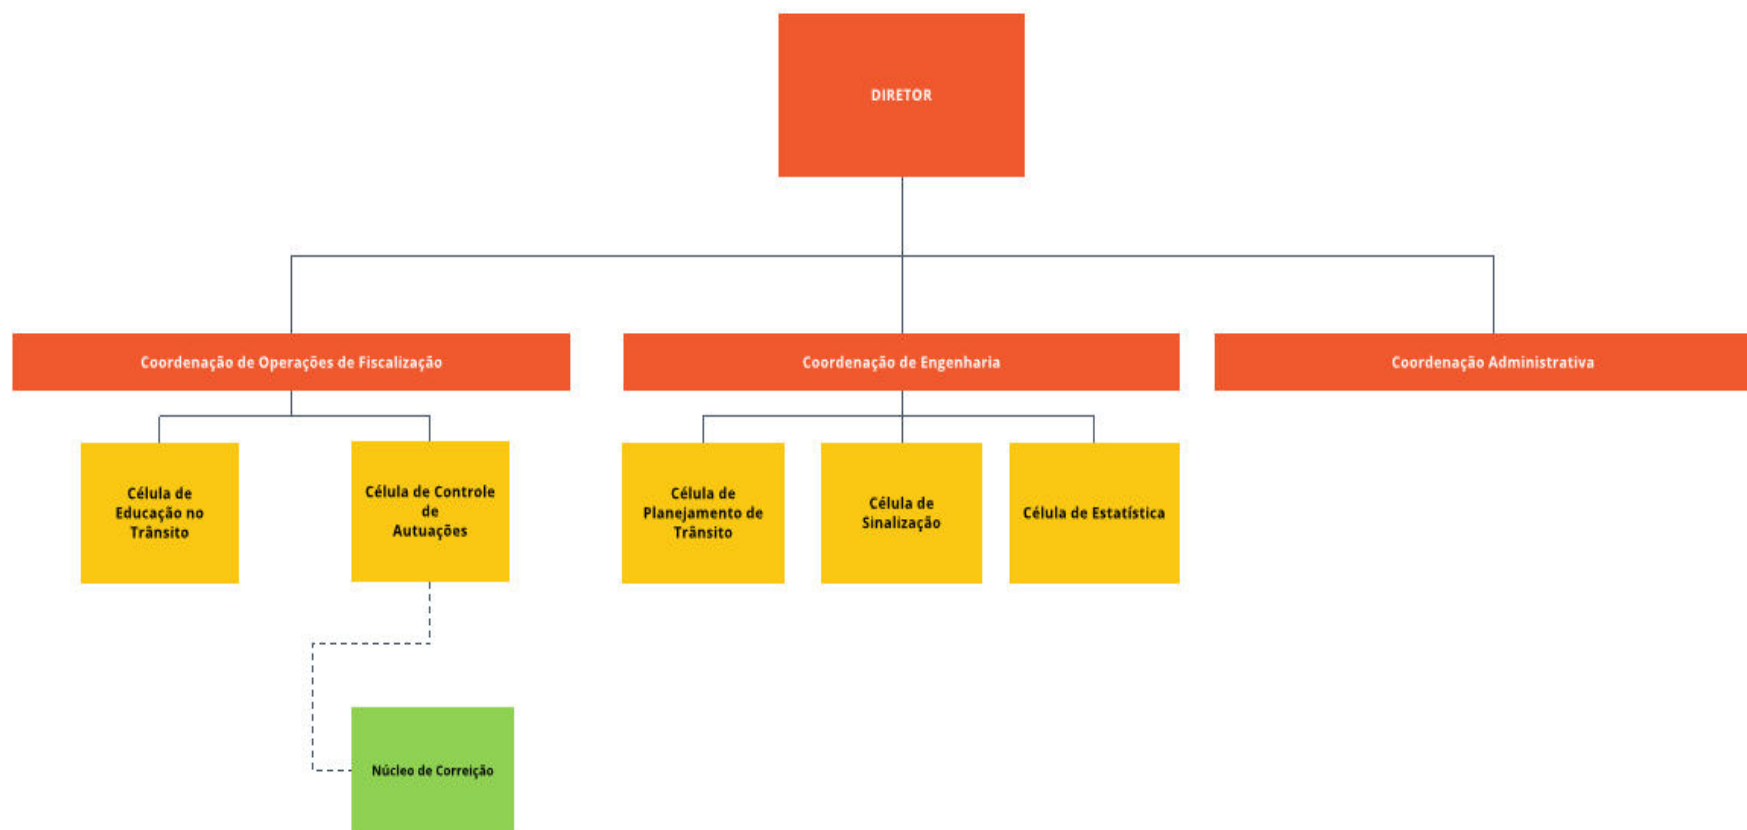 DIRETOR
Coordenação de Operações de Fiscalização
Coordenação de Engenharia
Coordenação Administrativa
Célula de
Educação no
Trânsito
Célula de Controle
de
Autuações
Célula de
Planejamento de
Trânsito
Célula de
Sinalização
Célula de Estatística
Núcleo de Correição